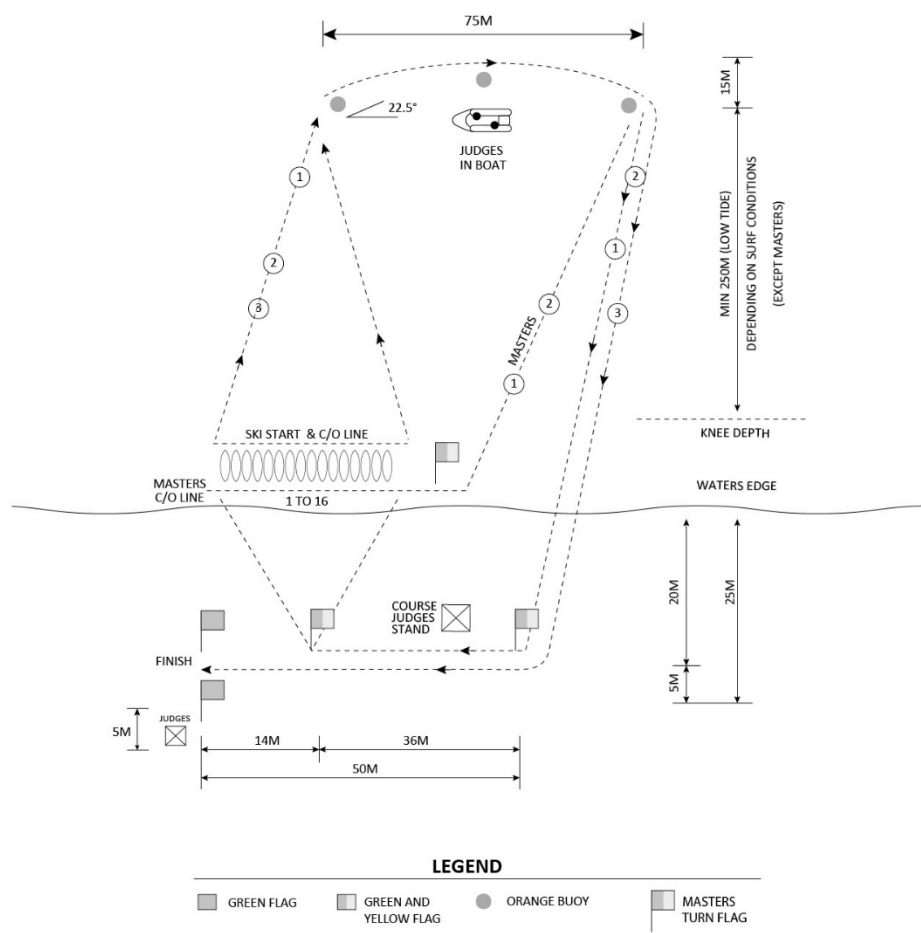 75M
15M
22.5°
JUDGES
IN BOAT
1
2
2
1
8
3
MIN 250M (LOW TIDE)
DEPENDING ON SURF CONDITIONS
(EXCEPT MASTERS)
2
MASTERS
1
SKI START & C/O LINE
KNEE DEPTH
MASTERS
C/O LINE
1 TO 16
WATERS EDGE
20M
25M
COURSE
JUDGES
STAND
FINISH
5M
5M
JUDGES
14M
36M
50M
LEGEND
GREEN FLAG
GREEN AND
YELLOW FLAG
ORANGE BUOY
MASTERS
TURN FLAG